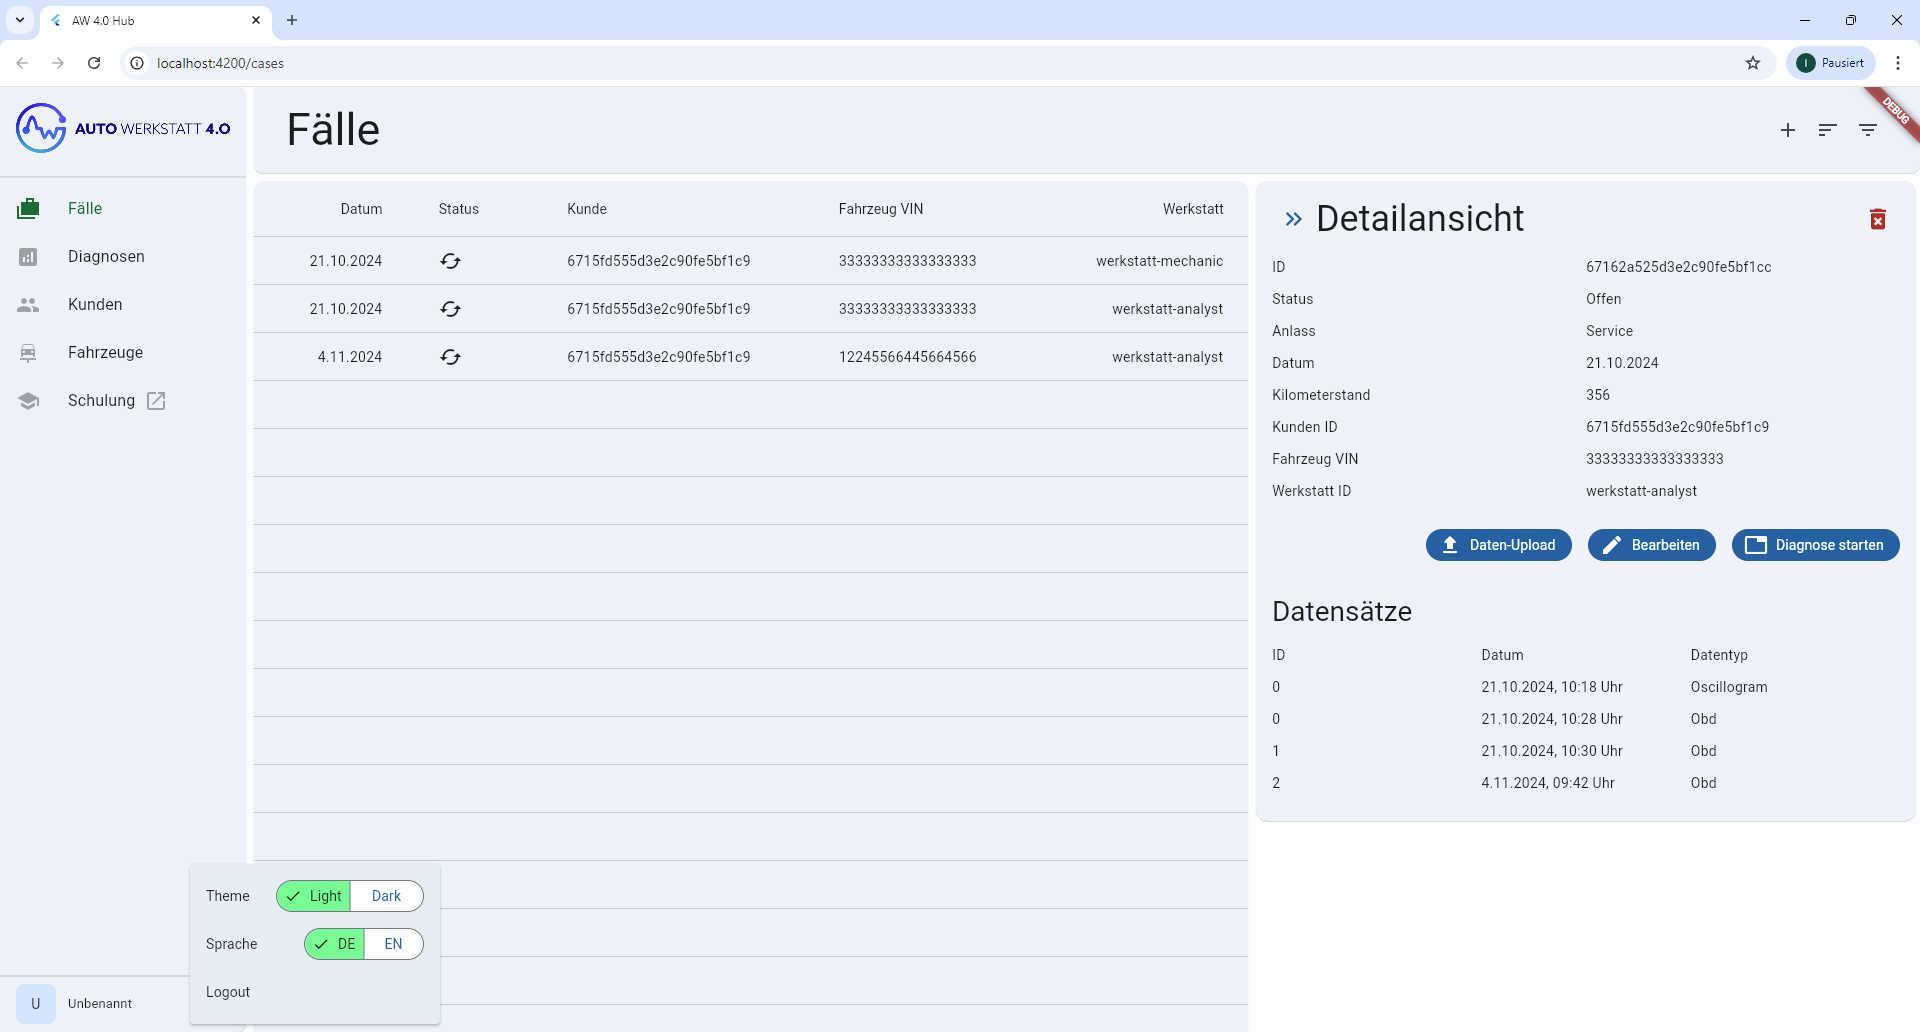 AW 4.0 Hub
localhost:4200/cases
I
Pausiert
DEBUG
AUTO WERKSTATT 4.0
Fälle
Fälle
Diagnosen
Kunden
Fahrzeuge
Schulung
Datum Status Kunde Fahrzeug VIN Werkstatt
21.10.2024 6715fd555d3e2c90fe5bf1c9 33333333333333333 werkstatt-mechanic
21.10.2024 6715fd555d3e2c90fe5bf1c9 33333333333333333 werkstatt-analyst
4.11.2024 6715fd555d3e2c90fe5bf1c9 12245566445664566 werkstatt-analyst
Detailansicht
ID 67162a525d3e2c90fe5bf1cc
Status Offen
Anlass Service
Datum 21.10.2024
Kilometerstand 356
Kunden ID 6715fd555d3e2c90fe5bf1c9
Fahrzeug VIN 33333333333333333
Werkstatt ID werkstatt-analyst
Daten-Upload Bearbeiten Diagnose starten
Datensätze
ID Datum Datentyp
0 21.10.2024, 10:18 Uhr Oscillogram
0 21.10.2024, 10:28 Uhr Obd
1 21.10.2024, 10:30 Uhr Obd
2 4.11.2024, 09:42 Uhr Obd
Theme Light Dark
Sprache DE EN
Logout
U Unbenannt